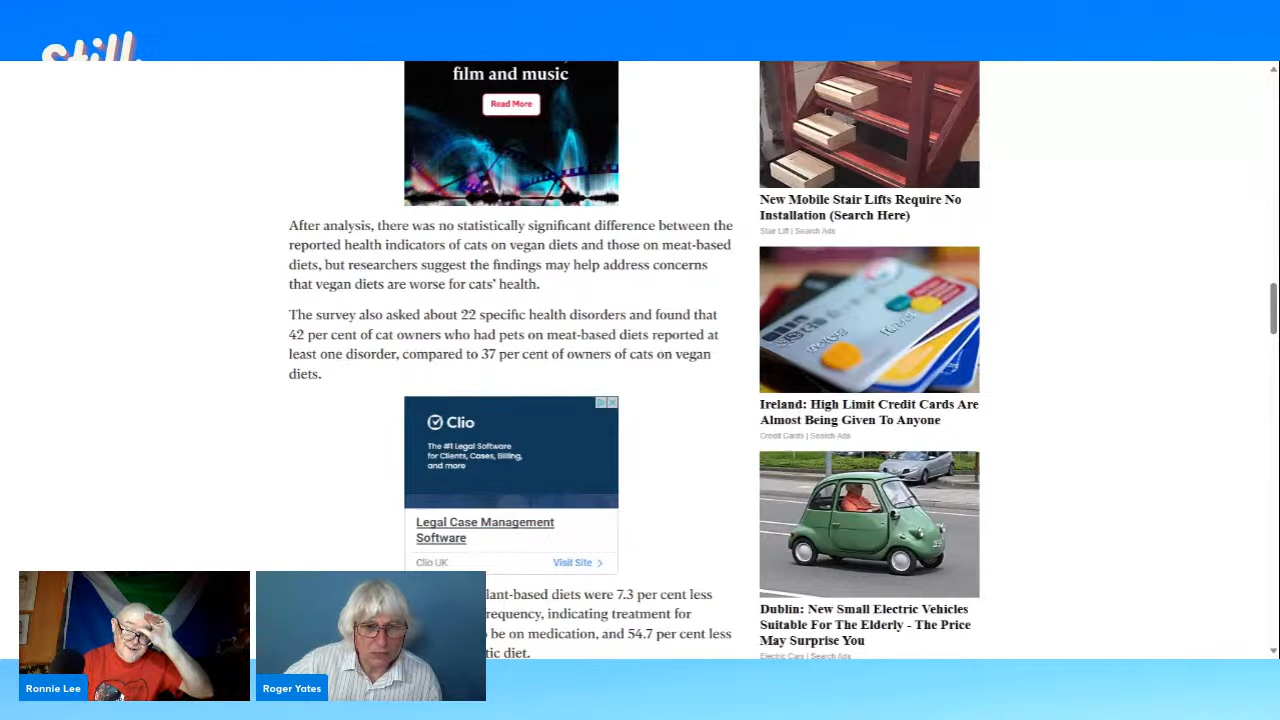 Still
film and music
Read More
After analysis, there was no statistically significant difference between the
reported health indicators of cats on vegan diets and those on meat-based
diets, but researchers suggest the findings may help address concerns
that vegan diets are worse for cats' health.
The survey also asked about 22 specific health disorders and found that
42 per cent of cat owners who had pets on meat-based diets reported at
least one disorder, compared to 37 per cent of owners of cats on vegan
diets.
Clio
The #1 Legal Software
for Clients, Cases, Billing,
and more
Legal Case Management
Software
Clio UK
Visit Site
lant-based diets were 7.3 per cent less
requency, indicating treatment for
be on medication, and 54.7 per cent less
tic diet.
New Mobile Stair Lifts Require No
Installation (Search Here)
Stair Lift | Search Ads
Ireland: High Limit Credit Cards Are
Almost Being Given To Anyone
Credit Cards | Search Ads
Dublin: New Small Electric Vehicles
Suitable For The Elderly - The Price
May Surprise You
Electric Cars | Search Ads
Ronnie Lee
Roger Yates